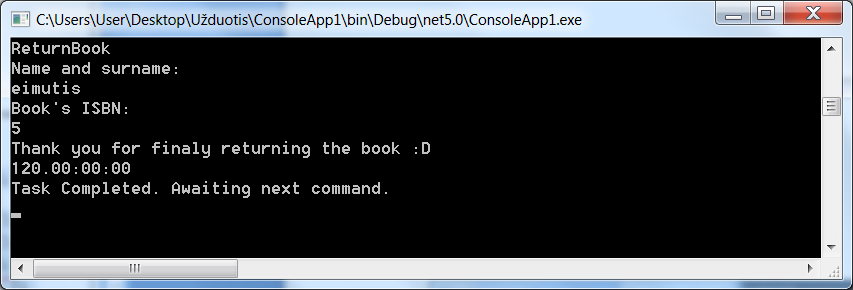 C:\Users\User\Desktop\Užduotis\ConsoleApp1\bin\Debug\net5.0\ConsoleApp1.exe
ReturnBook
Name and surname:
eimutis
Book's ISBN:
5
Thank you for finaly returning the book :D
120.00:00:00
Task Completed. Awaiting next command.